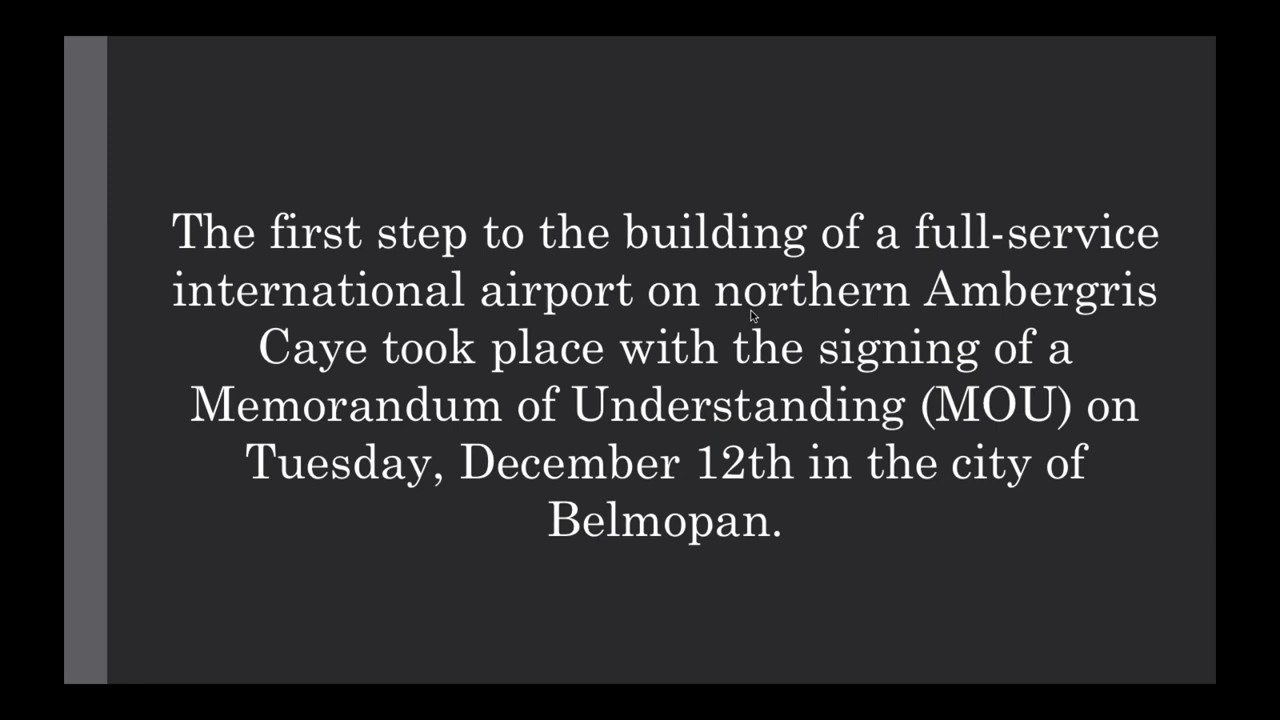 The first step to the building of a full-service
international airport on northern Ambergris
Caye took place with the signing of a
Memorandum of Understanding (MOU) on
Tuesday, December 12th in the city of
Belmopan.